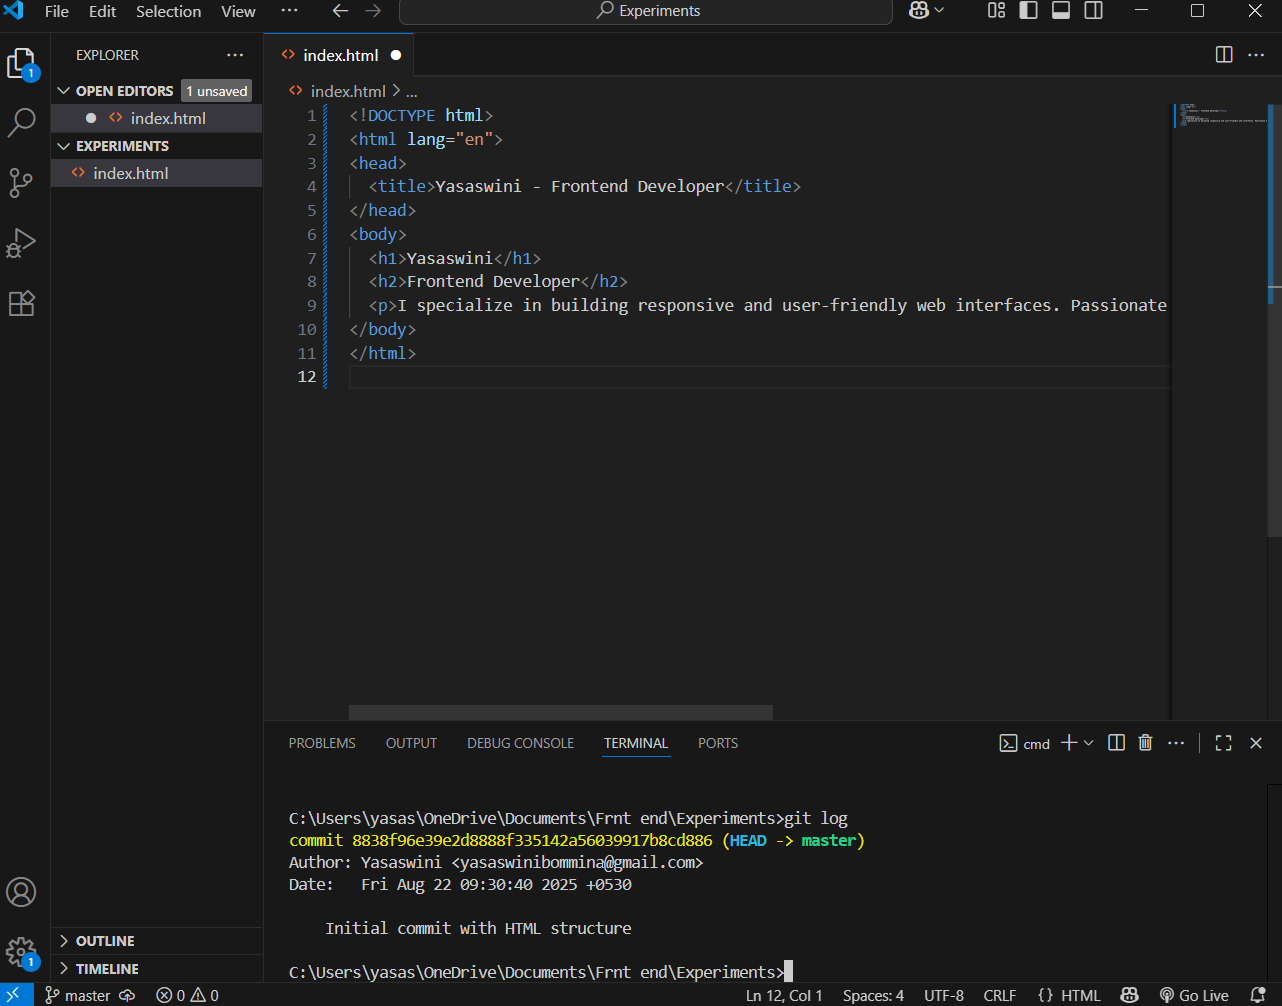 File Edit Selection View ··· Experiments
EXPLORER ···
OPEN EDITORS 1 unsaved
index.html
EXPERIMENTS
index.html
OUTLINE
TIMELINE
1
1
index.html
index.html > ...
1 <!DOCTYPE html>
2 <html lang="en">
3 <head>
4 <title>Yasaswini - Frontend Developer</title>
5 </head>
6 <body>
7 <h1>Yasaswini</h1>
8 <h2>Frontend Developer</h2>
9 <p>I specialize in building responsive and user-friendly web interfaces. Passionate
10 </body>
11 </html>
12
PROBLEMS OUTPUT DEBUG CONSOLE TERMINAL PORTS cmd
C:\Users\yasas\OneDrive\Documents\Frnt end\Experiments>git log
commit 8838f96e39e2d8888f335142a56039917b8cd886 (HEAD -> master)
Author: Yasaswini <yasaswinibommina@gmail.com>
Date: Fri Aug 22 09:30:40 2025 +0530
Initial commit with HTML structure
C:\Users\yasas\OneDrive\Documents\Frnt end\Experiments>
master 0 0 Ln 12, Col 1 Spaces: 4 UTF-8 CRLF {} HTML Go Live